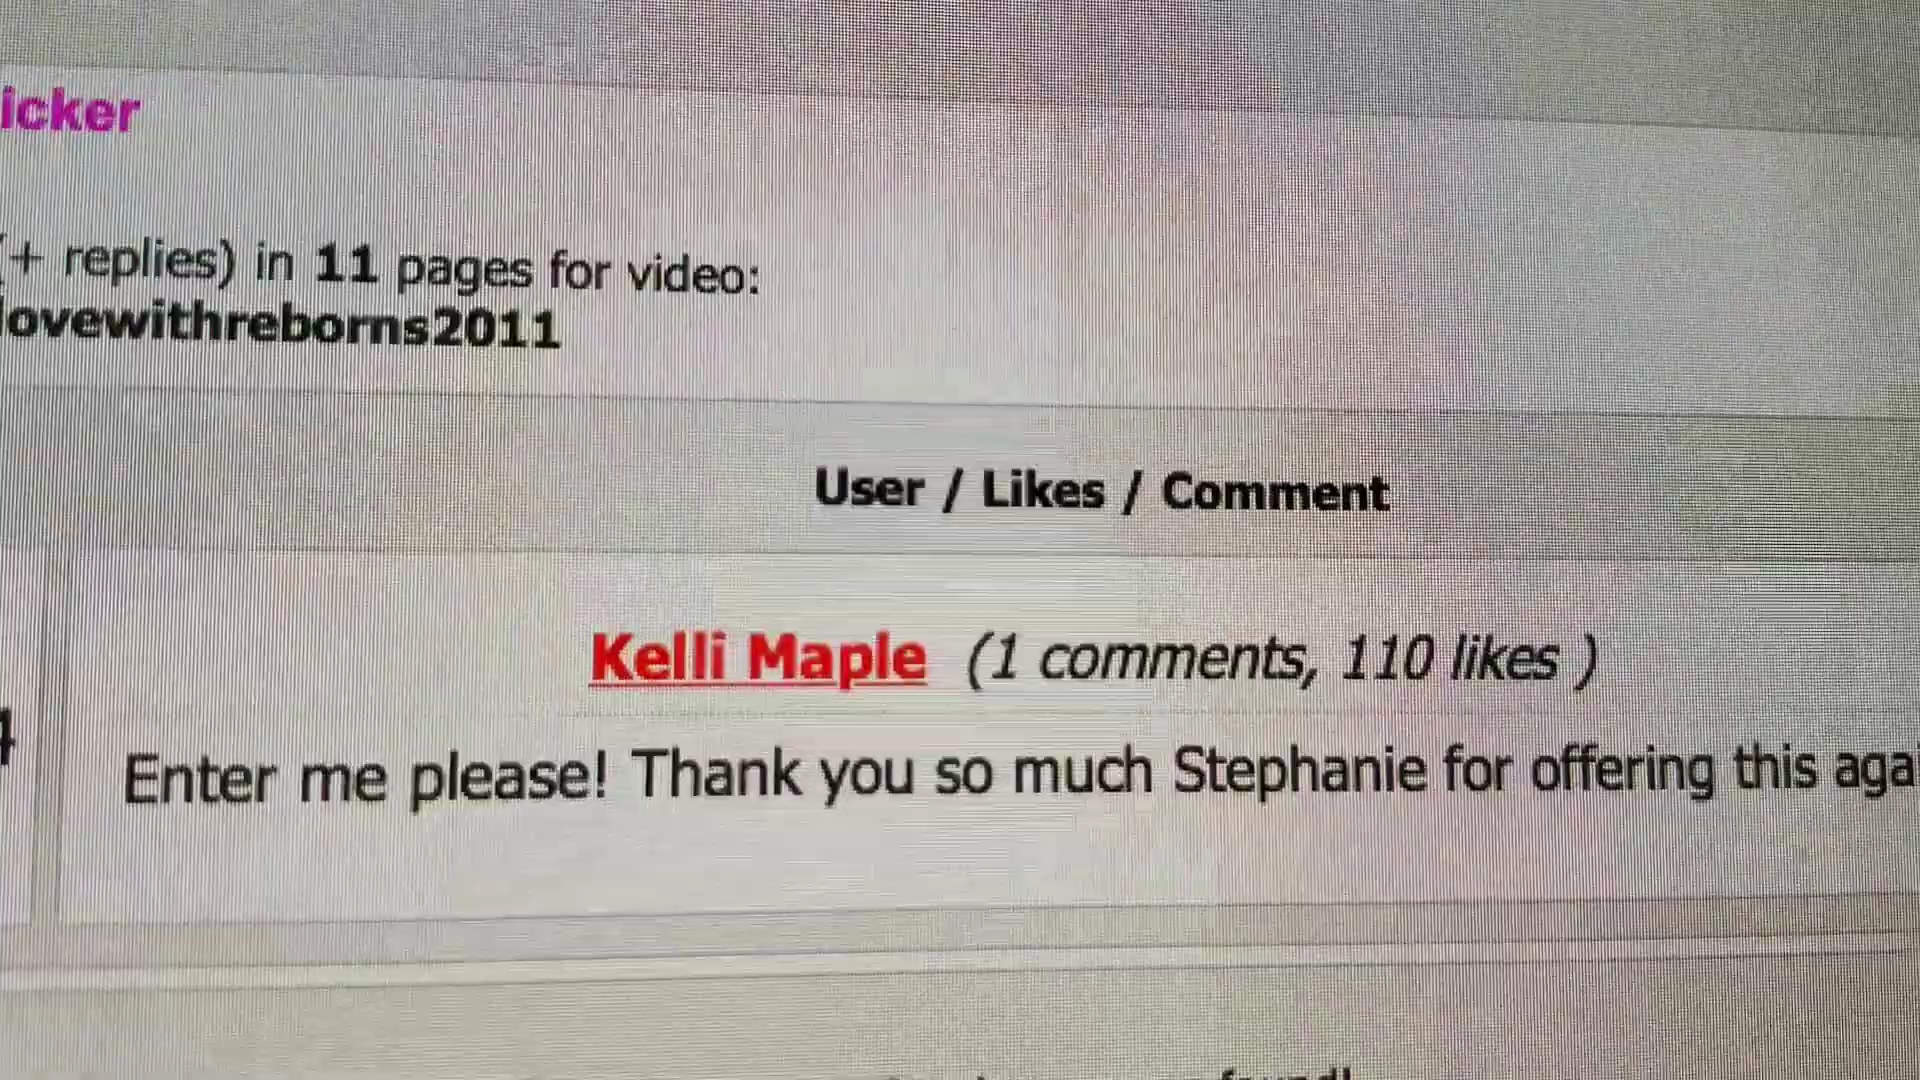 icker
(+ replies) in 11 pages for video:
lovewithreborns2011
User / Likes / Comment
Kelli Maple (1 comments, 110 likes )
Enter me please! Thank you so much Stephanie for offering this aga